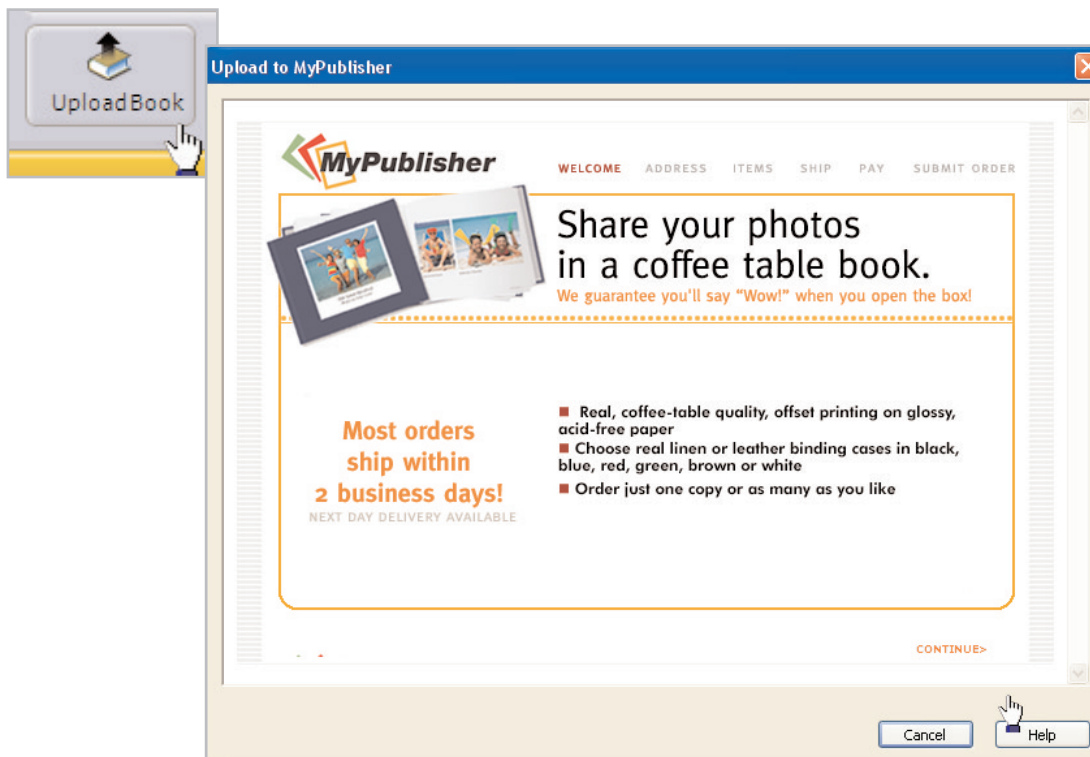 UploadBook
Upload to MyPublisher
MyPublisher
WELCOME ADDRESS ITEMS SHIP PAY SUBMIT ORDER
Share your photos
in a coffee table book.
We guarantee you'll say "Wow!" when you open the box!
Most orders
ship within
2 business days!
NEXT DAY DELIVERY AVAILABLE
Real, coffee-table quality, offset printing on glossy,
acid-free paper
Choose real linen or leather binding cases in black,
blue, red, green, brown or white
Order just one copy or as many as you like
CONTINUE>
Cancel
Help